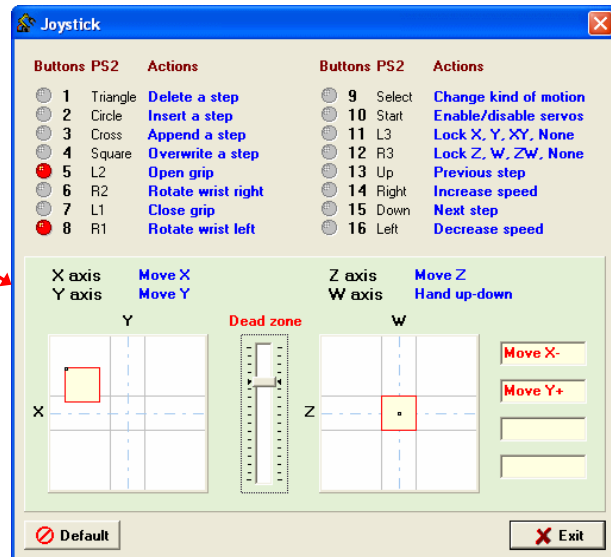 Joystick
Buttons PS2 Actions
1 Triangle Delete a step
2 Circle Insert a step
3 Cross Append a step
4 Square Overwrite a step
5 L2 Open grip
6 R2 Rotate wrist right
7 L1 Close grip
8 R1 Rotate wrist left
Buttons PS2 Actions
9 Select Change kind of motion
10 Start Enable/disable servos
11 L3 Lock X, Y, XY, None
12 R3 Lock Z, W, ZW, None
13 Up Previous step
14 Right Increase speed
15 Down Next step
16 Left Decrease speed
X axis Move X
Y axis Move Y
Z axis Move Z
W axis Hand up-down
Y
Dead zone
W
X
Z
Move X-
Move Y+
Default
Exit